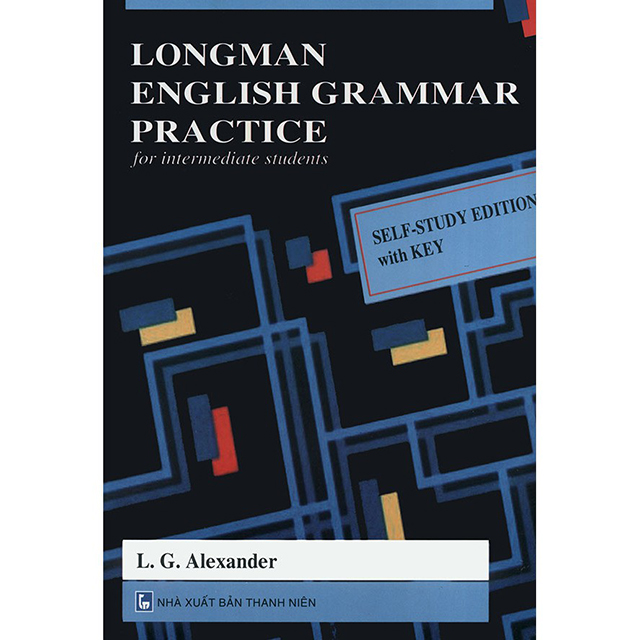 LONGMAN
ENGLISH GRAMMAR
PRACTICE
for intermediate students
SELF-STUDY EDITION
with KEY
L. G. Alexander
NHÀ XUẤT BẢN THANH NIÊN